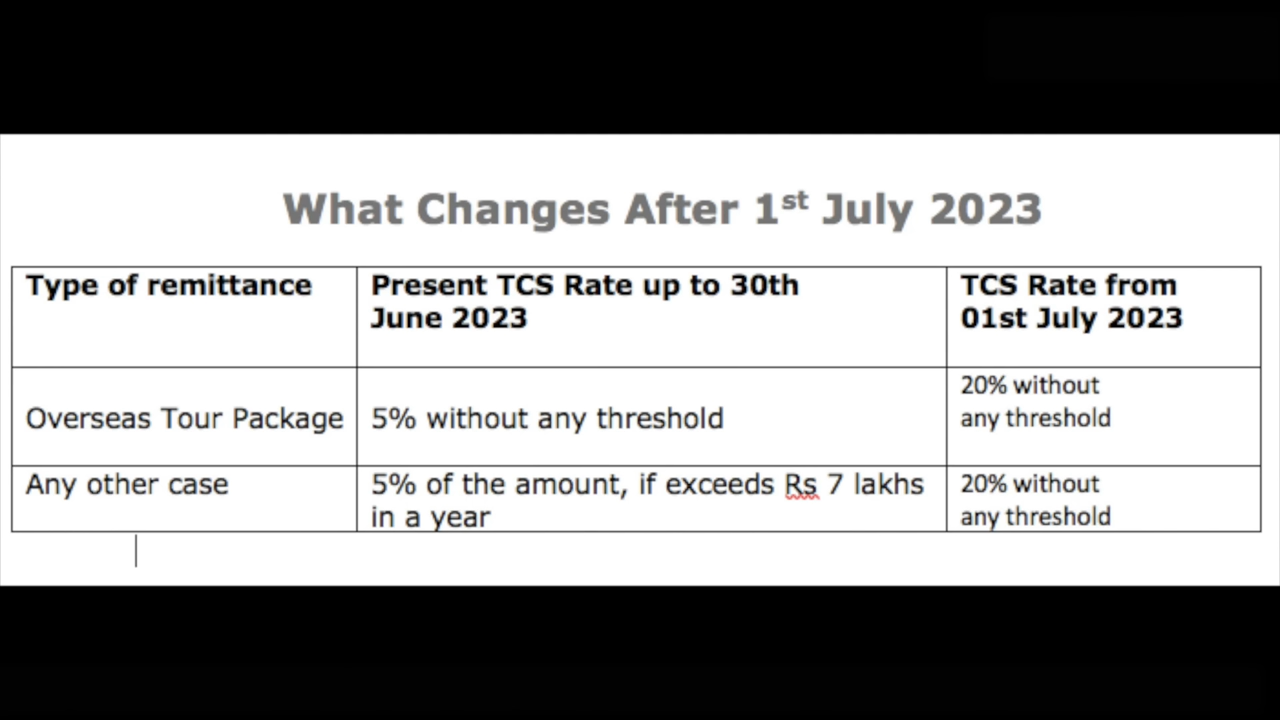 What Changes After 1st July 2023
Type of remittance
Present TCS Rate up to 30th
June 2023
TCS Rate from
01st July 2023
Overseas Tour Package
5% without any threshold
20% without
any threshold
Any other case
5% of the amount, if exceeds Rs 7 lakhs
in a year
20% without
any threshold